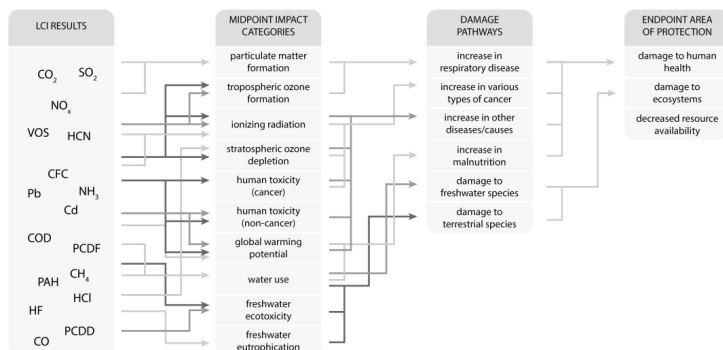 LCI RESULTS
CO2 SO2
NOx
VOS HCN
CFC
Pb NH3
Cd
COD
PCDF
PAH CH4
HCl
HF
PCDD
CO
MIDPOINT IMPACT
CATEGORIES
particulate matter
formation
tropospheric ozone
formation
ionizing radiation
stratospheric ozone
depletion
human toxicity
(cancer)
human toxicity
(non-cancer)
global warming
potential
water use
freshwater
ecotoxicity
freshwater
eutrophication
DAMAGE
PATHWAYS
increase in
respiratory disease
increase in various
types of cancer
increase in other
diseases/causes
increase in
malnutrition
damage to
freshwater species
damage to
terrestrial species
ENDPOINT AREA
OF PROTECTION
damage to human
health
damage to
ecosystems
decreased resource
availability